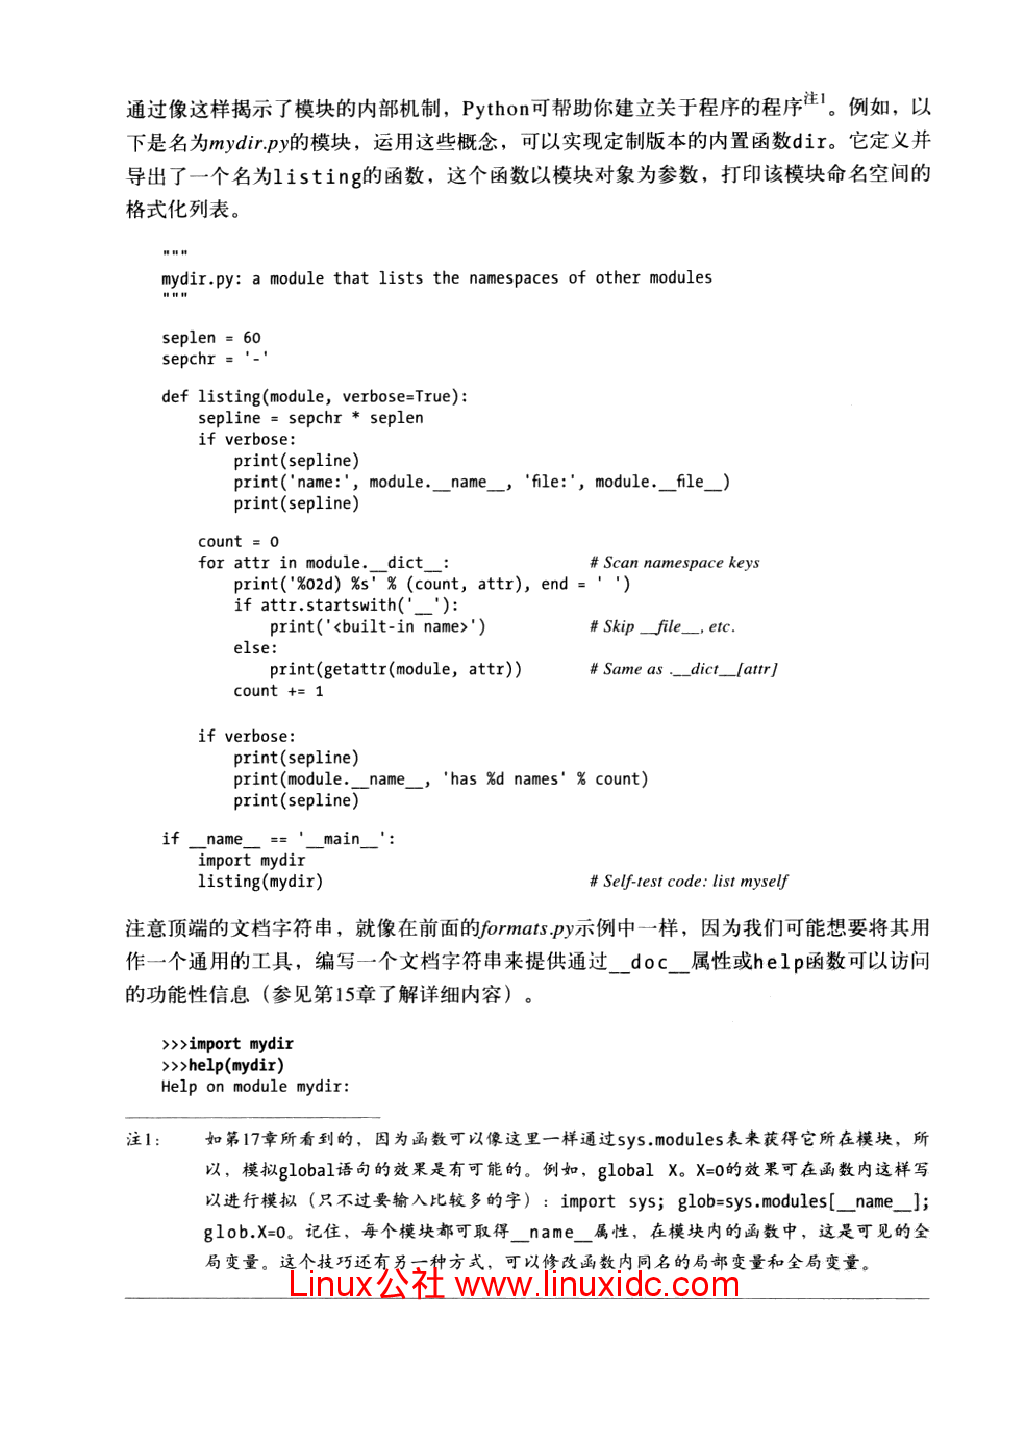 通过像这样揭示了模块的内部机制，Python可帮助你建立关于程序的程序注1。例如，以
下是名为mydir.py的模块，运用这些概念，可以实现定制版本的内置函数dir。它定义并
导出了一个名为listing的函数，这个函数以模块对象为参数，打印该模块命名空间的
格式化列表。
"""
mydir.py: a module that lists the namespaces of other modules
"""
seplen = 60
sepchr = '-'
def listing(module, verbose=True):
    sepline = sepchr * seplen
    if verbose:
        print(sepline)
        print('name:', module.__name__, 'file:', module.__file__)
        print(sepline)
    count = 0
    for attr in module.__dict__:    # Scan namespace keys
        print('%02d) %s' % (count, attr), end = ' ')
        if attr.startswith('__'):
            print('<built-in name>')    # Skip __file__, etc.
        else:
            print(getattr(module, attr))    # Same as .__dict__[attr]
        count += 1
    if verbose:
        print(sepline)
        print(module.__name__, 'has %d names' % count)
        print(sepline)
if __name__ == '__main__':
    import mydir
    listing(mydir)    # Self-test code: list myself
注意顶端的文档字符串，就像在前面的formats.py示例中一样，因为我们可能想要将其用
作一个通用的工具，编写一个文档字符串来提供通过__doc__属性或help函数可以访问
的功能性信息（参见第15章了解详细内容）。
>>>import mydir
>>>help(mydir)
Help on module mydir:
注1： 如第17章所看到的，因为函数可以像这里一样通过sys.modules表来获得它所在模块，所
以，模拟global语句的效果是有可能的。例如，global X。X=0的效果可在函数内这样写
以进行模拟（只不过要输入比较多的字）：import sys; glob=sys.modules[__name__];
glob.X=0。记住，每个模块都可取得__name__属性，在模块内的函数中，这是可见的全
局变量。这个技巧还有另一种方式，可以修改函数内同名的局部变量和全局变量。
Linux公社 www.linuxidc.com